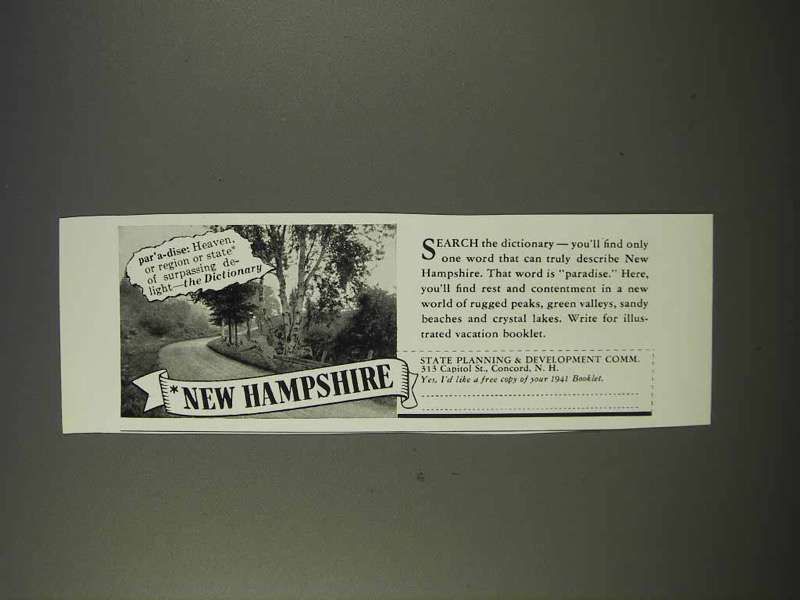 par'a-dise: Heaven,
or region or state*
of surpassing de-
light—the Dictionary
*NEW HAMPSHIRE
SEARCH the dictionary — you'll find only
one word that can truly describe New
Hampshire. That word is "paradise." Here,
you'll find rest and contentment in a new
world of rugged peaks, green valleys, sandy
beaches and crystal lakes. Write for illus-
trated vacation booklet.
STATE PLANNING & DEVELOPMENT COMM.
313 Capitol St., Concord, N. H.
Yes, I'd like a free copy of your 1941 Booklet.